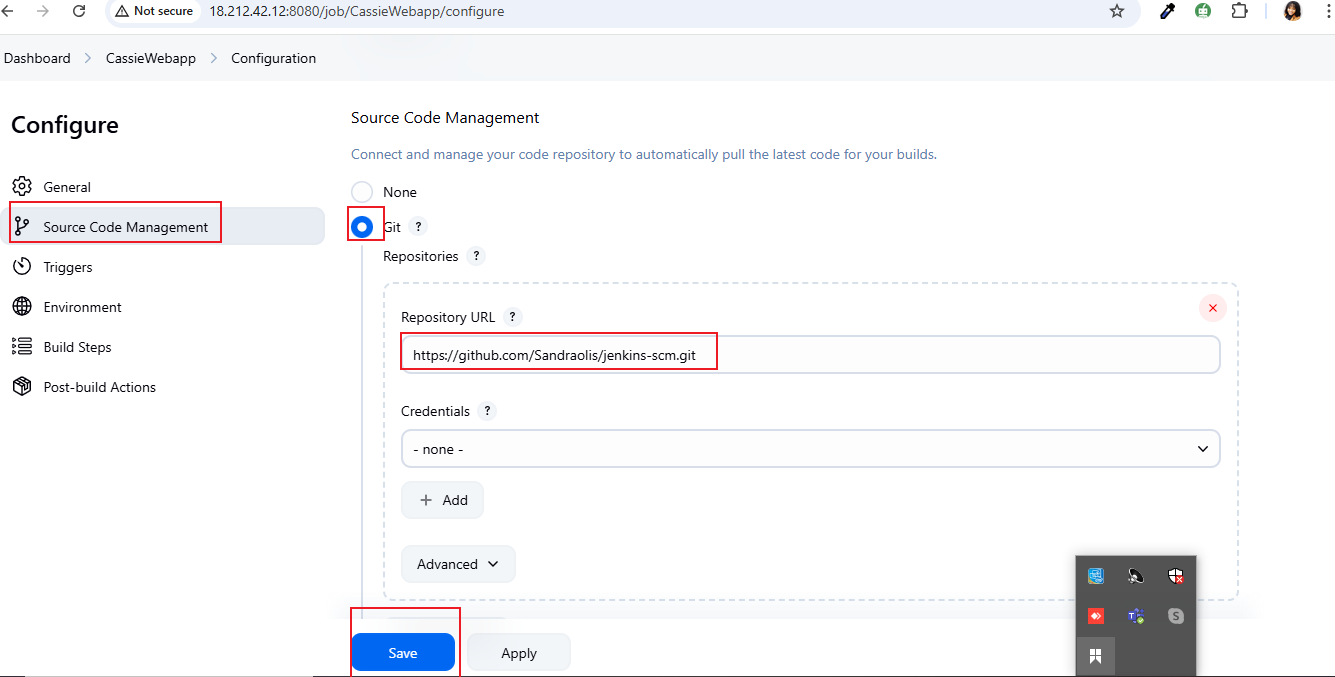 Not secure
18.212.42.12:8080/job/CassieWebapp/configure
Dashboard > CassieWebapp > Configuration
Configure
General
Source Code Management
Triggers
Environment
Build Steps
Post-build Actions
Source Code Management
Connect and manage your code repository to automatically pull the latest code for your builds.
None
Git ?
Repositories ?
Repository URL ?
https://github.com/Sandraolis/jenkins-scm.git
Credentials ?
- none -
+ Add
Advanced
Save
Apply